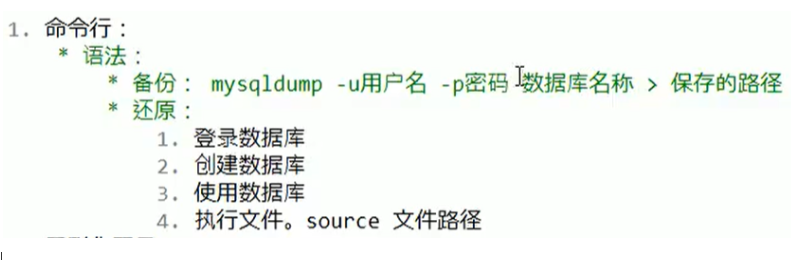 1. 命令行：
* 语法：
* 备份： mysqldump -u用户名 -p密码 数据库名称 > 保存的路径
* 还原：
1. 登录数据库
2. 创建数据库
3. 使用数据库
4. 执行文件。source 文件路径